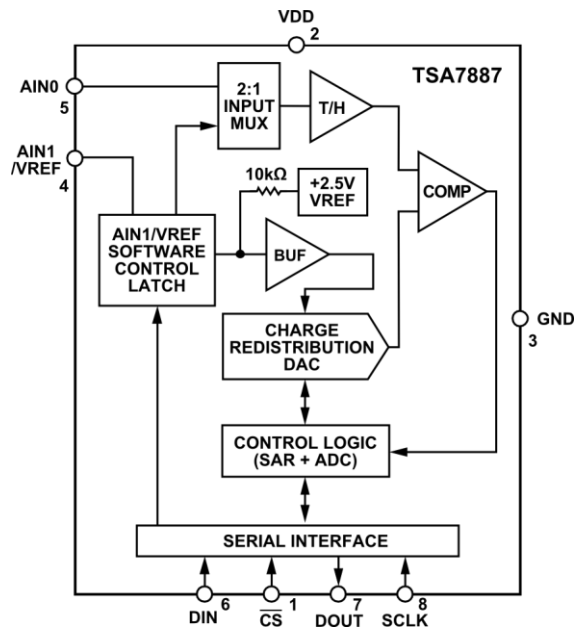 VDD
2
TSA7887
AIN0
5
2:1
INPUT
MUX
T/H
AIN1
/VREF
4
10kΩ
+2.5V
VREF
COMP
AIN1/VREF
SOFTWARE
CONTROL
LATCH
BUF
GND
3
CHARGE
REDISTRIBUTION
DAC
CONTROL LOGIC
(SAR + ADC)
SERIAL INTERFACE
DIN
6
C̅S̅
1
DOUT
7
SCLK
8